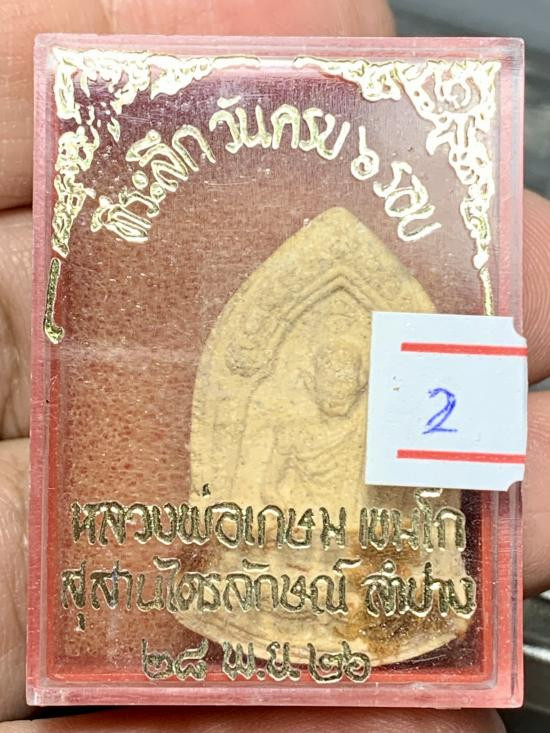 ที่ระลึก วันครบ ๖ รอบ
2
หลวงพ่อเกษม เขมโก
สุสานไตรลักษณ์ ลำปาง
๒๘ พ.ย. ๒๖